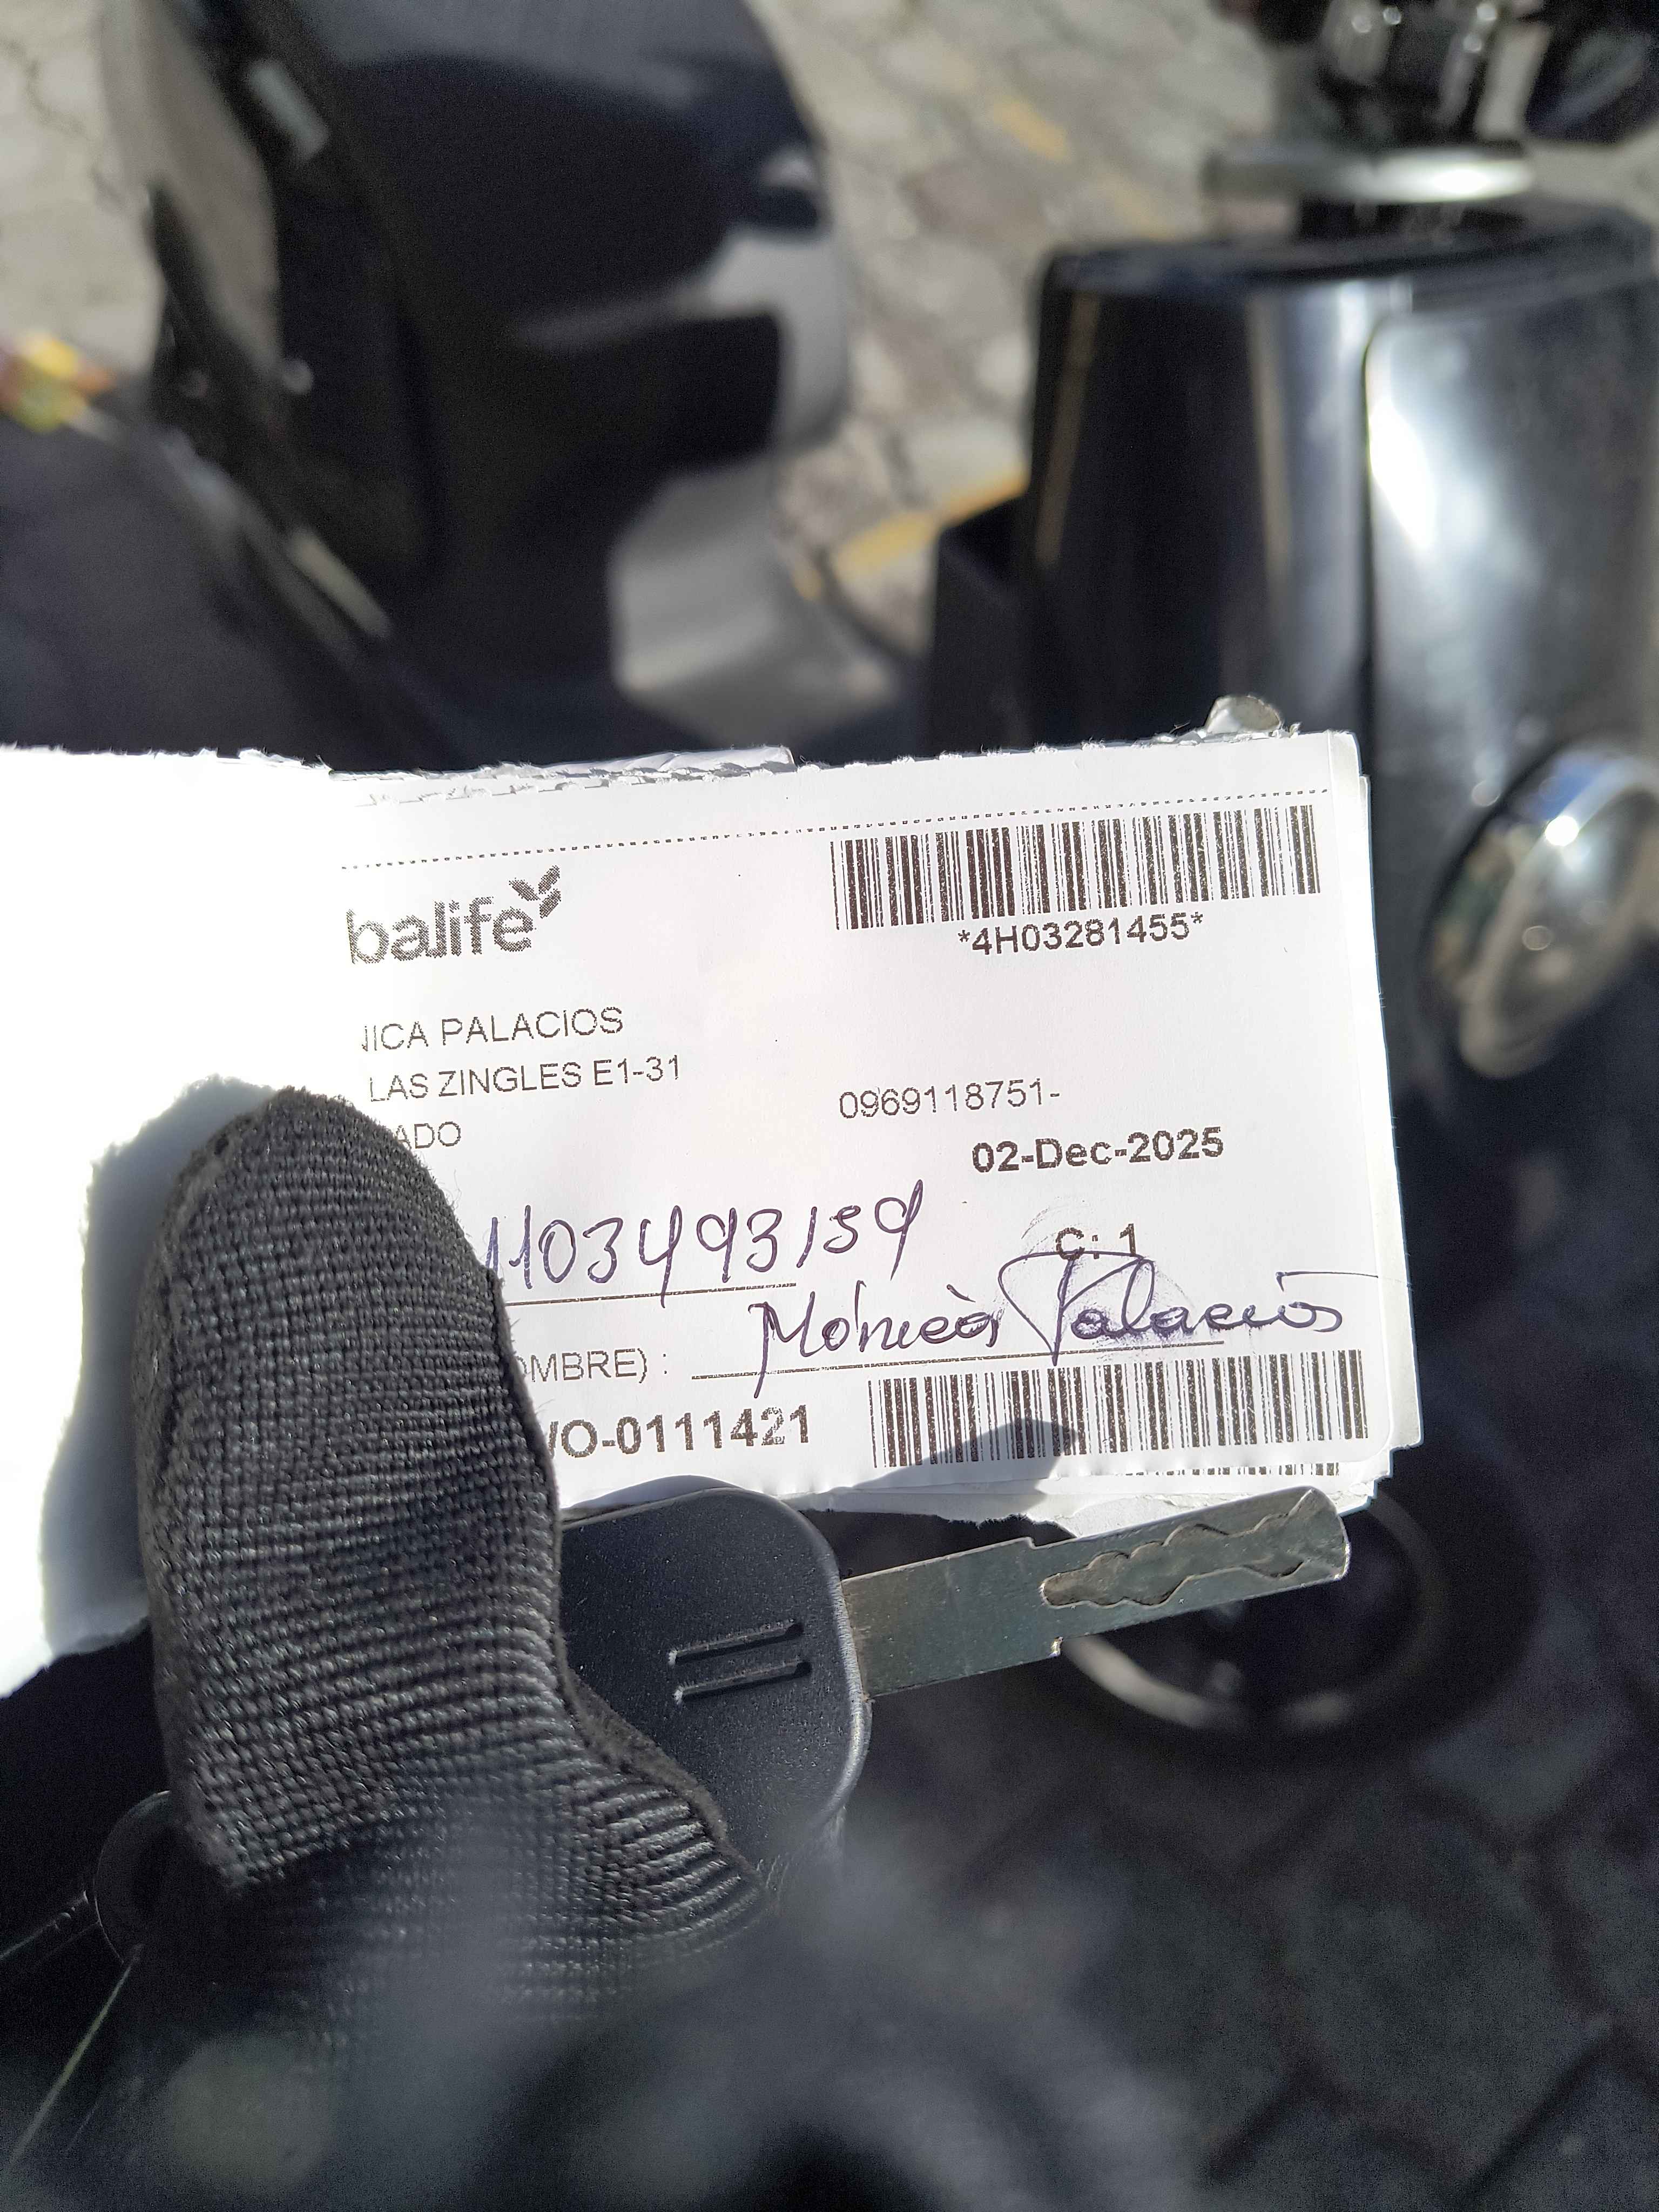 balife
*4H03281455*
NICA PALACIOS
LAS ZINGLES E1-31
0969118751-
ADO
02-Dec-2025
1103493159
C: 1
Mónica Palacios
OMBRE) :
VO-0111421